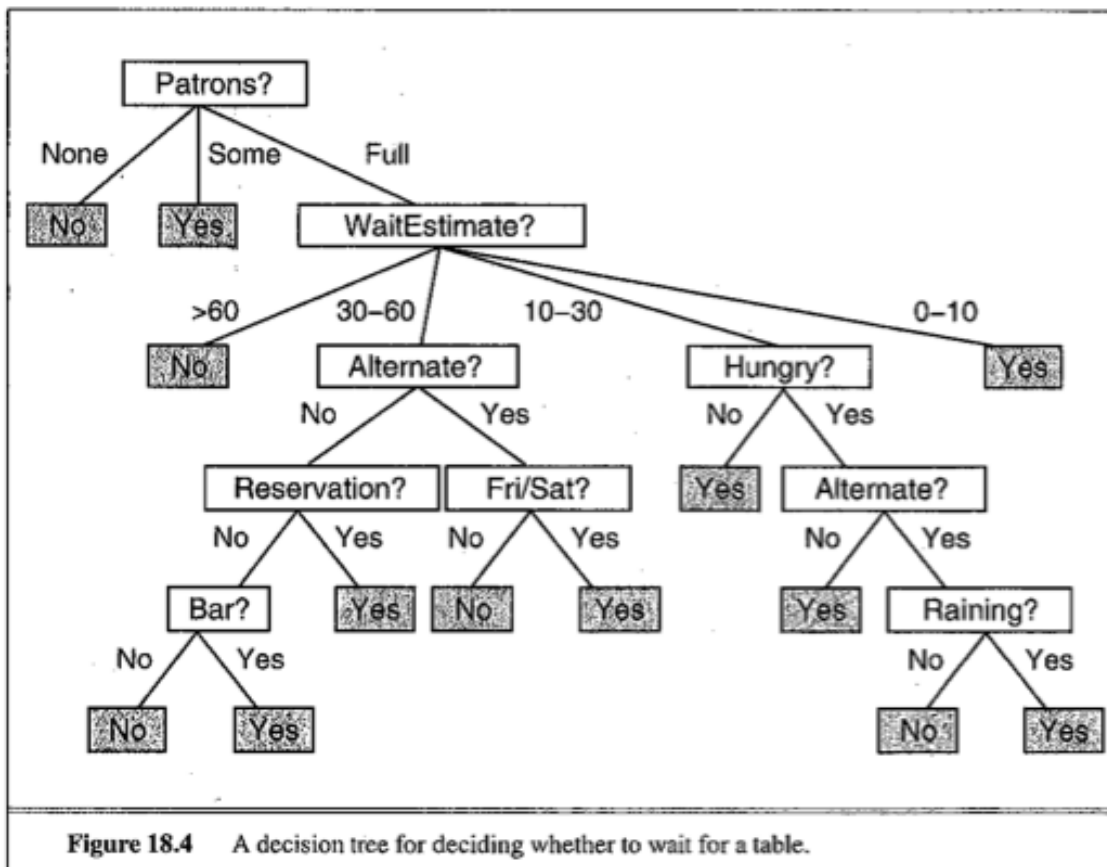 Patrons?
None Some Full
No Yes WaitEstimate?
>60 30–60 10–30 0–10
No Alternate? Hungry? Yes
No Yes No Yes
Reservation? Fri/Sat? Yes Alternate?
No Yes No Yes No Yes
Bar? Yes No Yes Yes Raining?
No Yes No Yes
No Yes No Yes
Figure 18.4 A decision tree for deciding whether to wait for a table.